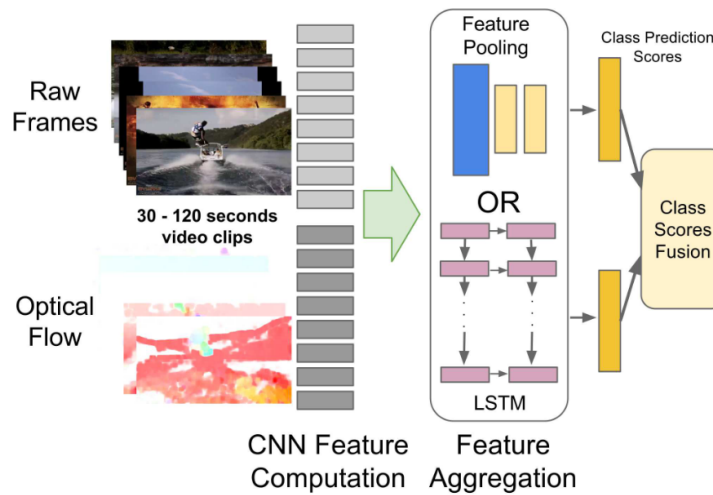 Raw
Frames
30 - 120 seconds
video clips
Optical
Flow
CNN Feature
Computation
Feature
Pooling
OR
LSTM
Feature
Aggregation
Class Prediction
Scores
Class
Scores
Fusion